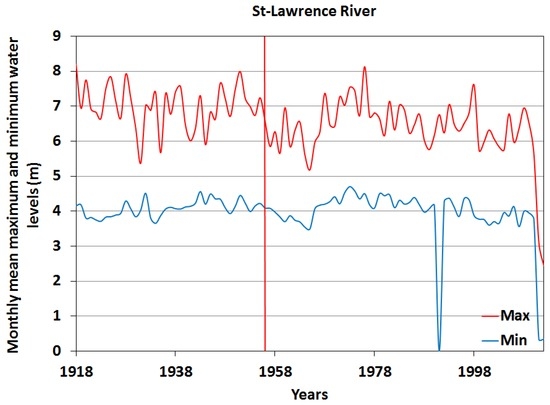 St-Lawrence River
Monthly mean maximum and minimum water
levels (m)
9
8
7
6
5
4
3
2
1
0
Max
Min
1918 1938 1958 1978 1998
Years